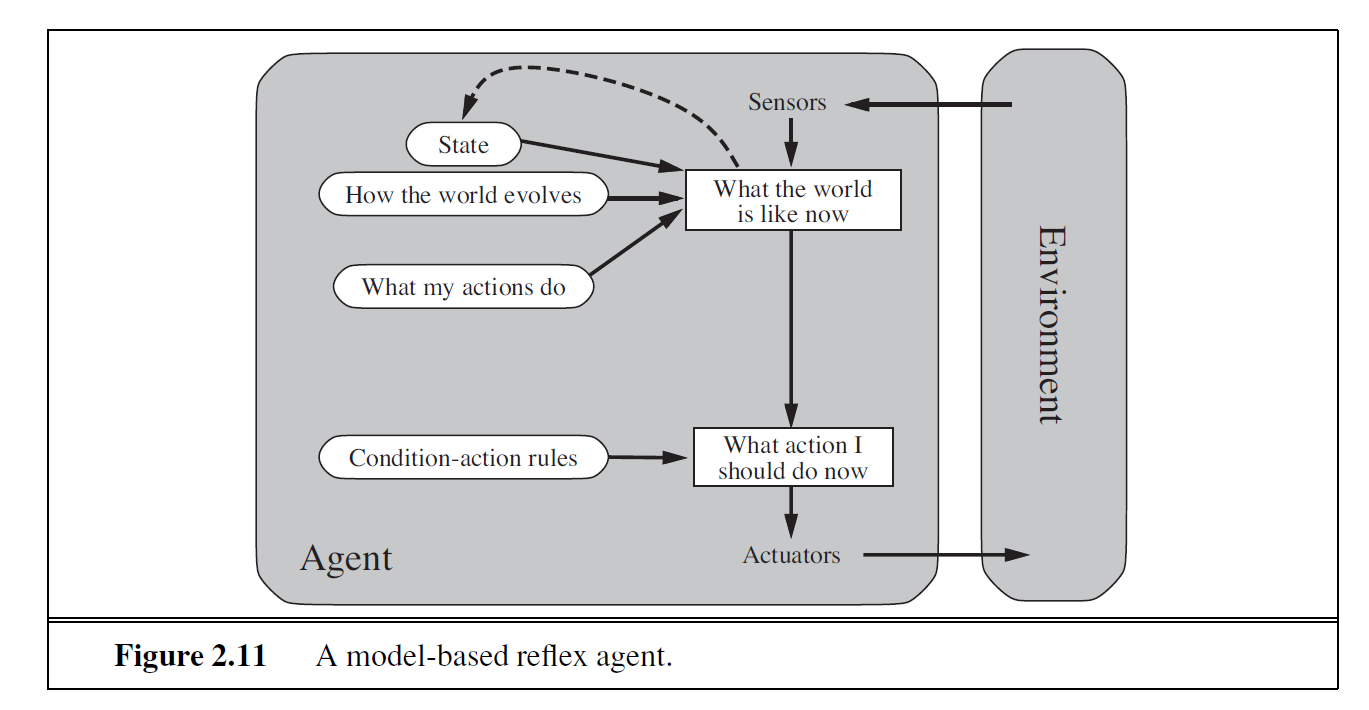 Sensors
State
What the world
is like now
How the world evolves
What my actions do
Environment
What action I
should do now
Condition-action rules
Agent
Actuators
Figure 2.11 A model-based reflex agent.